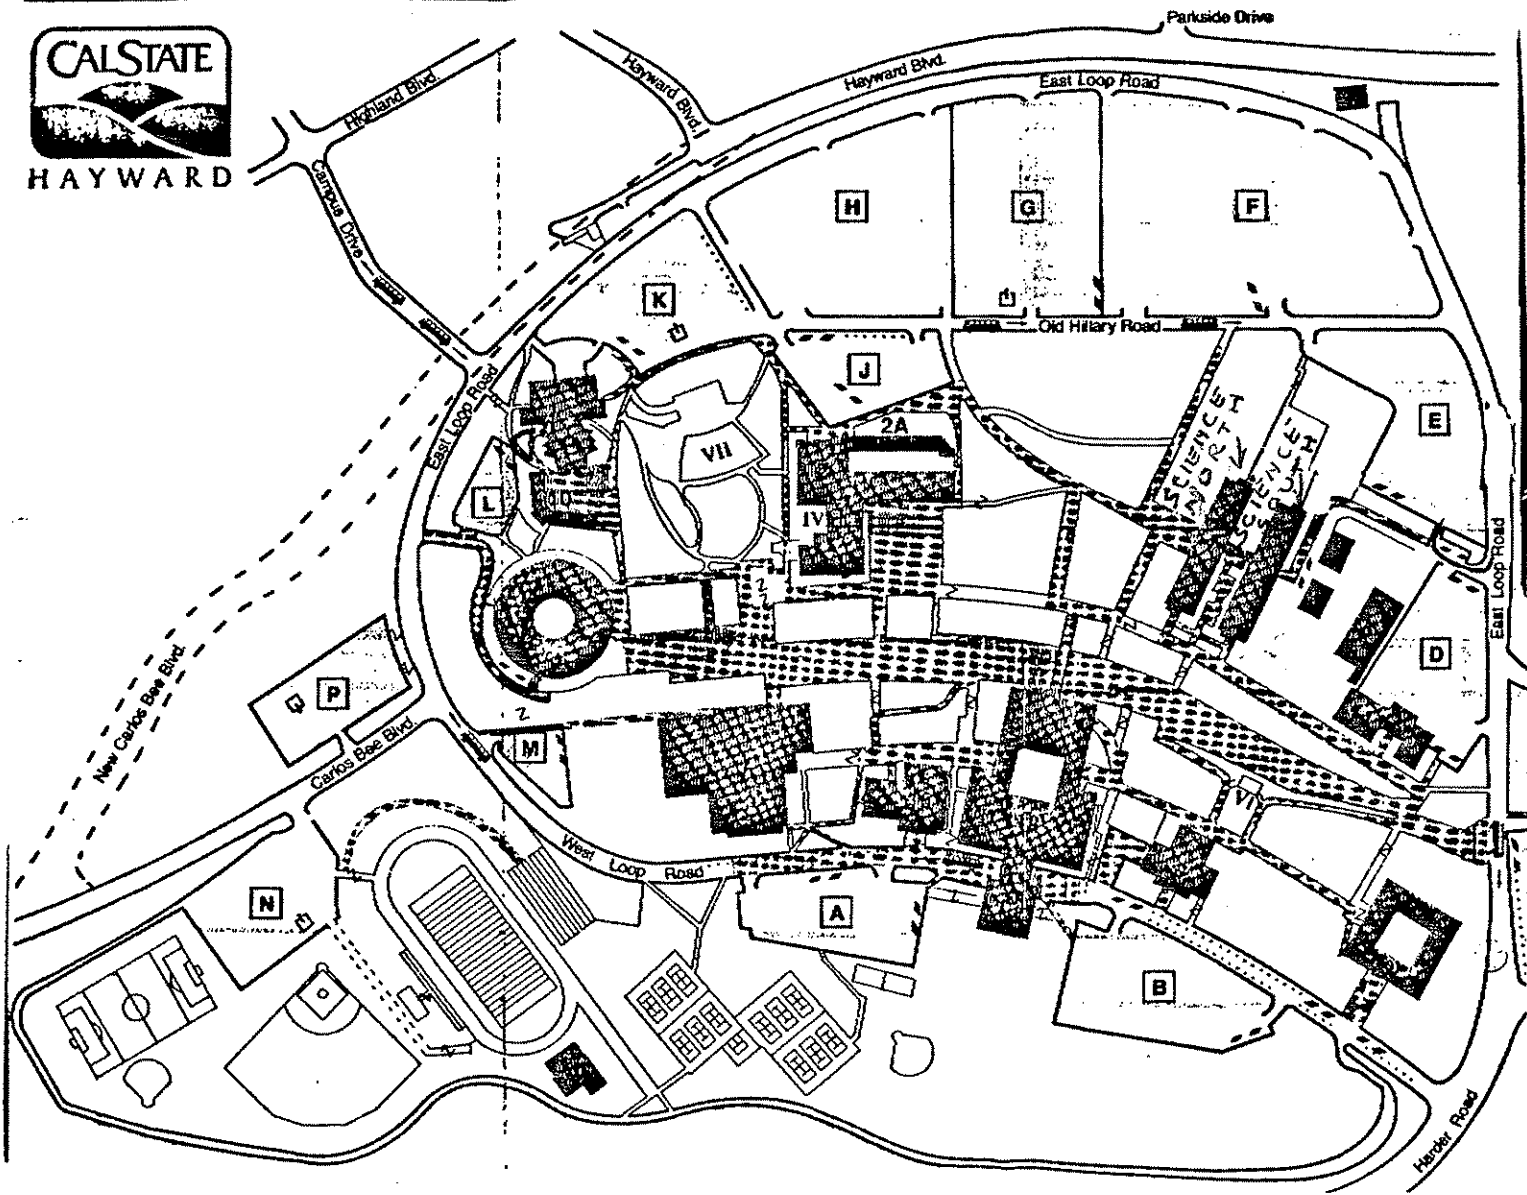 CALSTATE
HAYWARD
Parkside Drive
Highland Blvd.
Hayward Blvd.
Hayward Blvd.
East Loop Road
Campus Drive
H
G
F
K
Old Hillary Road
J
E
East Loop Road
2A
VII
SCIENCE
NORTH
SCIENCE
SOUTH
L
IV
East Loop Road
D
New Carlos Bee Blvd.
P
M
Carlos Bee Blvd.
VI
West Loop Road
N
A
B
Harder Road